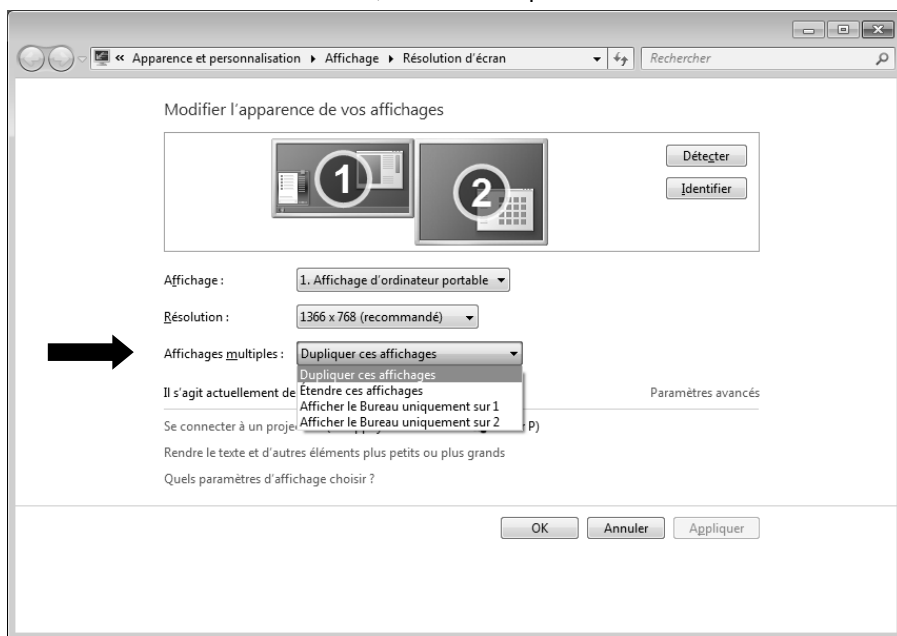 « Apparence et personnalisation ▸ Affichage ▸ Résolution d'écran
Rechercher
Modifier l'apparence de vos affichages
1
2
Détecter
Identifier
Affichage :
1. Affichage d'ordinateur portable
Résolution :
1366 x 768 (recommandé)
Affichages multiples :
Dupliquer ces affichages
Dupliquer ces affichages
Étendre ces affichages
Afficher le Bureau uniquement sur 1
Afficher le Bureau uniquement sur 2
Il s'agit actuellement de
Paramètres avancés
Se connecter à un P)
Rendre le texte et d'autres éléments plus petits ou plus grands
Quels paramètres d'affichage choisir ?
OK
Annuler
Appliquer